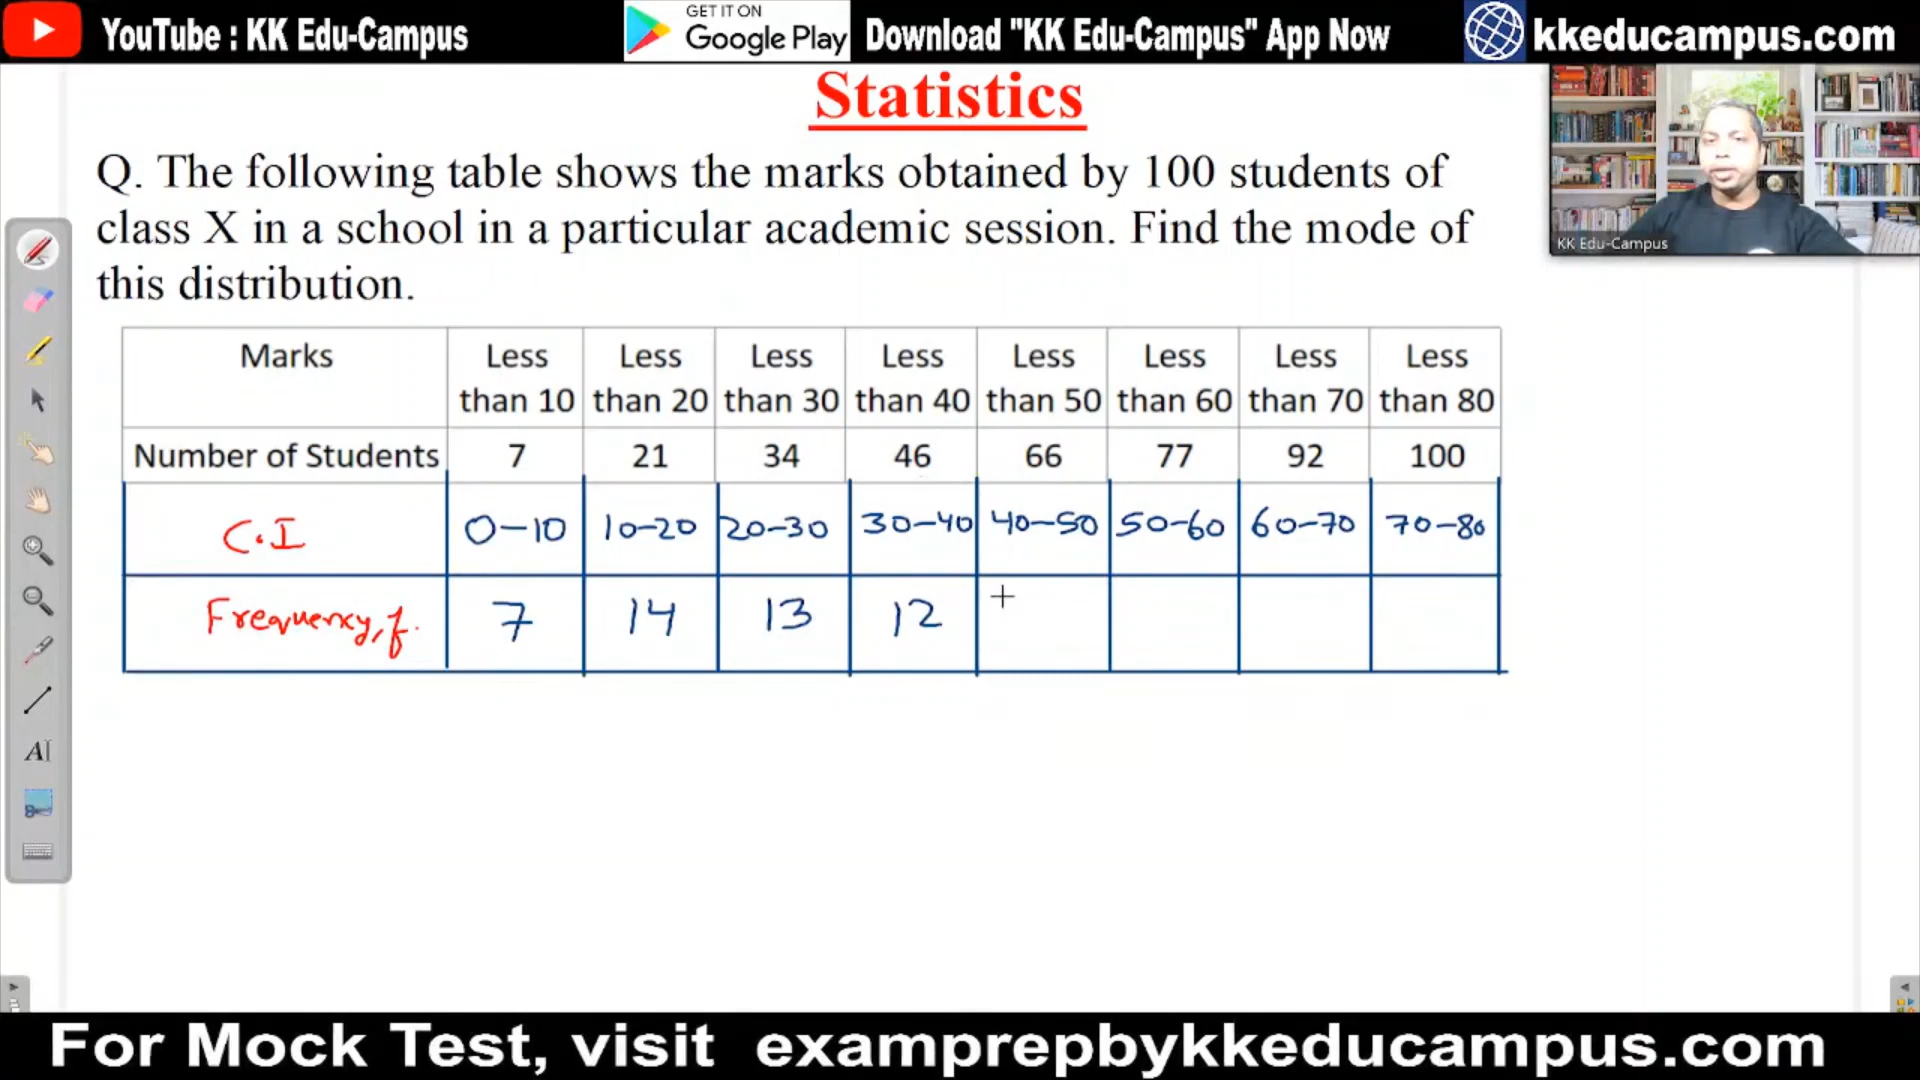 YouTube : KK Edu-Campus
GET IT ON
Google Play
Download "KK Edu-Campus" App Now
kkeducampus.com
Statistics
KK Edu-Campus
Q. The following table shows the marks obtained by 100 students of
class X in a school in a particular academic session. Find the mode of
this distribution.
Marks Less than 10 Less than 20 Less than 30 Less than 40 Less than 50 Less than 60 Less than 70 Less than 80
Number of Students 7 21 34 46 66 77 92 100
C.I 0-10 10-20 20-30 30-40 40-50 50-60 60-70 70-80
Frequency, f. 7 14 13 12
AI
For Mock Test, visit examprepbykkeducampus.com